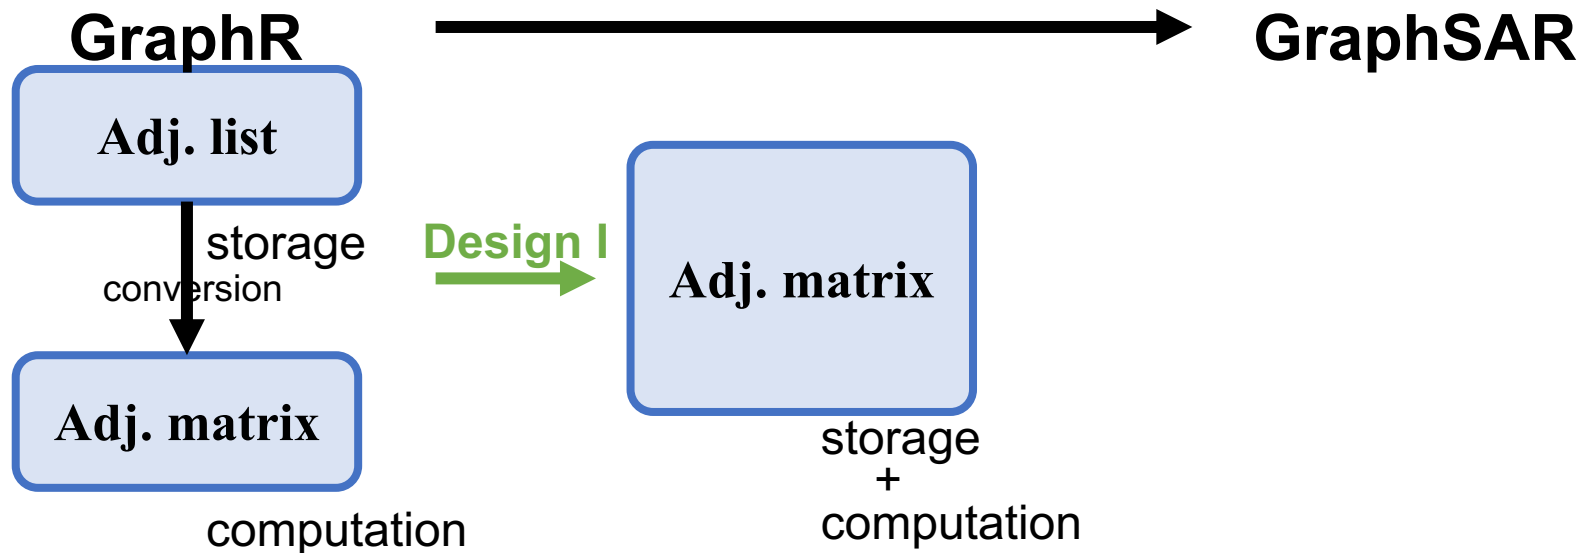 GraphR
GraphSAR
Adj. list
storage
conversion
Design I
Adj. matrix
Adj. matrix
storage
+
computation
computation